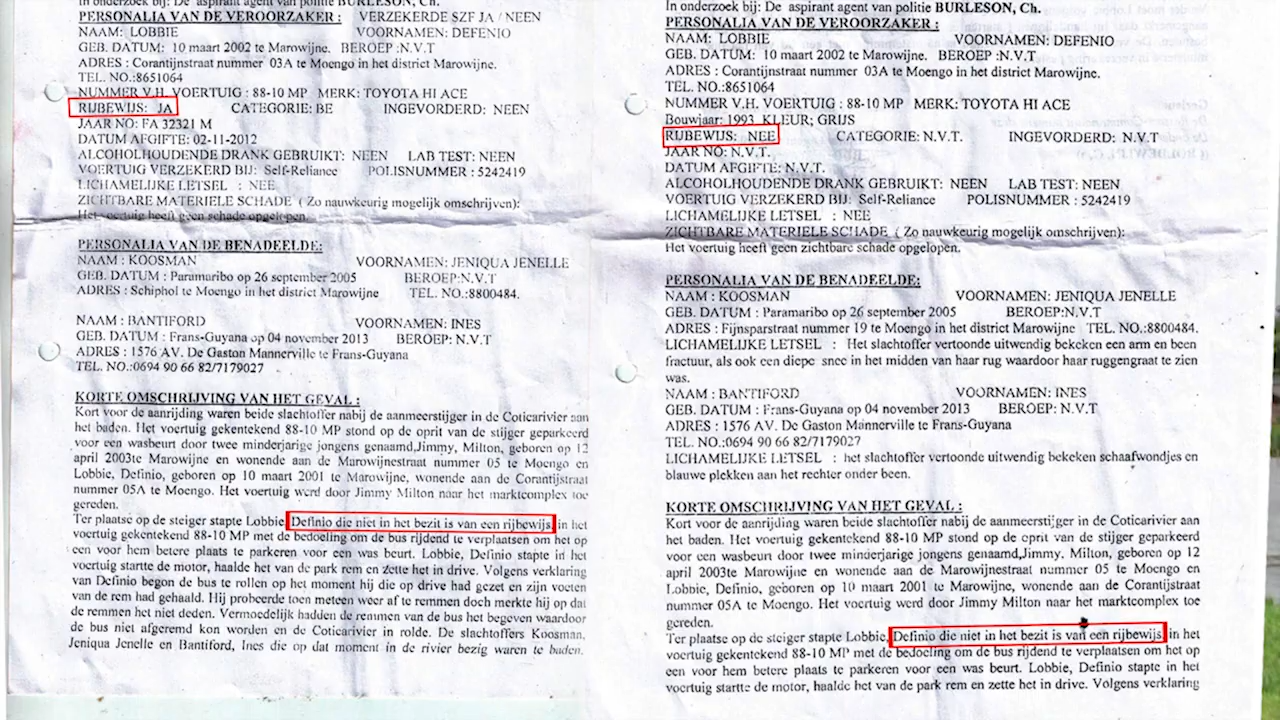 In onderzoek bij: De aspirant agent van politie BURLESON, Ch.
PERSONALIA VAN DE VEROORZAKER : VERZEKERDE SZF JA / NEEN
NAAM: LOBBIE VOORNAMEN: DEFENIO
GEB. DATUM: 10 maart 2002 te Marowijne. BEROEP :N.V.T
ADRES : Corantijnstraat nummer 03A te Moengo in het district Marowijne.
TEL. NO.:8651064
NUMMER V.H. VOERTUIG : 88-10 MP MERK: TOYOTA HI ACE
RIJBEWIJS: JA CATEGORIE: BE INGEVORDERD: NEEN
JAAR NO: FA 32321 M
DATUM AFGIFTE: 02-11-2012
ALCOHOLHOUDENDE DRANK GEBRUIKT: NEEN LAB TEST: NEEN
VOERTUIG VERZEKERD BIJ: Self-Reliance POLISNUMMER : 5242419
LICHAMELIJKE LETSEL : NEE
ZICHTBARE MATERIELE SCHADE ( Zo nauwkeurig mogelijk omschrijven):
Het voertuig heeft geen schade opgelopen.
PERSONALIA VAN DE BENADEELDE:
NAAM : KOOSMAN VOORNAMEN: JENIQUA JENELLE
GEB. DATUM : Paramaribo op 26 september 2005 BEROEP:N.V.T
ADRES : Schiphol te Moengo in het district Marowijne TEL. NO.:8800484.
NAAM : BANTIFORD VOORNAMEN: INES
GEB. DATUM : Frans-Guyana op 04 november 2013 BEROEP: N.V.T
ADRES : 1576 AV. De Gaston Mannerville te Frans-Guyana
TEL. NO.:0694 90 66 82/7179027
KORTE OMSCHRIJVING VAN HET GEVAL :
Kort voor de aanrijding waren beide slachtoffer nabij de aanmeerstijger in de Coticarivier aan
het baden. Het voertuig gekentekend 88-10 MP stond op de oprit van de stijger geparkeerd
voor een wasbeurt door twee minderjarige jongens genaamd,Jimmy, Milton, geboren op 12
april 2003te Marowijne en wonende aan de Marowijnestraat nummer 05 te Moengo en
Lobbie, Definio, geboren op 10 maart 2001 te Marowijne, wonende aan de Corantijstraat
nummer 05A te Moengo. Het voertuig werd door Jimmy Milton naar het marktcomplex toe
gereden.
Ter plaatse op de steiger stapte Lobbie, Definio die niet in het bezit is van een rijbewijs, in het
voertuig gekentekend 88-10 MP met de bedoeling om de bus rijdend te verplaatsen om het op
een voor hem betere plaats te parkeren voor een was beurt. Lobbie, Definio stapte in het
voertuig startte de motor, haalde het van de park rem en zette het in drive. Volgens verklaring
van Definio begon de bus te rollen op het moment hij die op drive had gezet en zijn voeten
van de rem had gehaald. Hij probeerde toen meteen weer af te remmen doch merkte hij op dat
de remmen het niet deden. Vermoedelijk hadden de remmen van de bus het begeven waardoor
de bus niet afgeremd kon worden en de Coticarivier in rolde. De slachtoffers Koosman,
Jeniqua Jenelle en Bantiford, Ines die op dat moment in de rivier bezig waren te baden.
In onderzoek bij: De aspirant agent van politie BURLESON, Ch.
PERSONALIA VAN DE VEROORZAKER :
NAAM: LOBBIE VOORNAMEN: DEFENIO
GEB. DATUM: 10 maart 2002 te Marowijne. BEROEP :N.V.T
ADRES : Corantijnstraat nummer 03A te Moengo in het district Marowijne.
TEL. NO.:8651064
NUMMER V.H. VOERTUIG : 88-10 MP MERK: TOYOTA HI ACE
Bouwjaar: 1993 KLEUR; GRIJS
RIJBEWIJS: NEE CATEGORIE: N.V.T. INGEVORDERD: N.V.T
JAAR NO: N.V.T.
DATUM AFGIFTE: N.V.T.
ALCOHOLHOUDENDE DRANK GEBRUIKT: NEEN LAB TEST: NEEN
VOERTUIG VERZEKERD BIJ: Self-Reliance POLISNUMMER : 5242419
LICHAMELIJKE LETSEL : NEE
ZICHTBARE MATERIELE SCHADE ( Zo nauwkeurig mogelijk omschrijven):
Het voertuig heeft geen zichtbare schade opgelopen.
PERSONALIA VAN DE BENADEELDE:
NAAM : KOOSMAN VOORNAMEN: JENIQUA JENELLE
GEB. DATUM : Paramaribo op 26 september 2005 BEROEP:N.V.T
ADRES : Fijnsparstraat nummer 19 te Moengo in het district Marowijne TEL. NO.:8800484.
LICHAMELIJKE LETSEL : Het slachtoffer vertoonde uitwendig bekeken een arm en been
fractuur, als ook een diepe snee in het midden van haar rug waardoor haar ruggengraat te zien
was.
NAAM : BANTIFORD VOORNAMEN: INES
GEB. DATUM : Frans-Guyana op 04 november 2013 BEROEP: N.V.T
ADRES : 1576 AV. De Gaston Mannerville te Frans-Guyana
TEL. NO.:0694 90 66 82/7179027
LICHAMELIJKE LETSEL : het slachtoffer vertoonde uitwendig bekeken schaafwondjes en
blauwe plekken aan het rechter onder been.
KORTE OMSCHRIJVING VAN HET GEVAL :
Kort voor de aanrijding waren beide slachtoffer nabij de aanmeerstijger in de Coticarivier aan
het baden. Het voertuig gekentekend 88-10 MP stond op de oprit van de stijger geparkeerd
voor een wasbeurt door twee minderjarige jongens genaamd,Jimmy, Milton, geboren op 12
april 2003te Marowijne en wonende aan de Marowijnestraat nummer 05 te Moengo en
Lobbie, Definio, geboren op 10 maart 2001 te Marowijne, wonende aan de Corantijstraat
nummer 05A te Moengo. Het voertuig werd door Jimmy Milton naar het marktcomplex toe
gereden.
Ter plaatse op de steiger stapte Lobbie, Definio die niet in het bezit is van een rijbewijs, in het
voertuig gekentekend 88-10 MP met de bedoeling om de bus rijdend te verplaatsen om het op
een voor hem betere plaats te parkeren voor een was beurt. Lobbie, Definio stapte in het
voertuig startte de motor, haalde het van de park rem en zette het in drive. Volgens verklaring